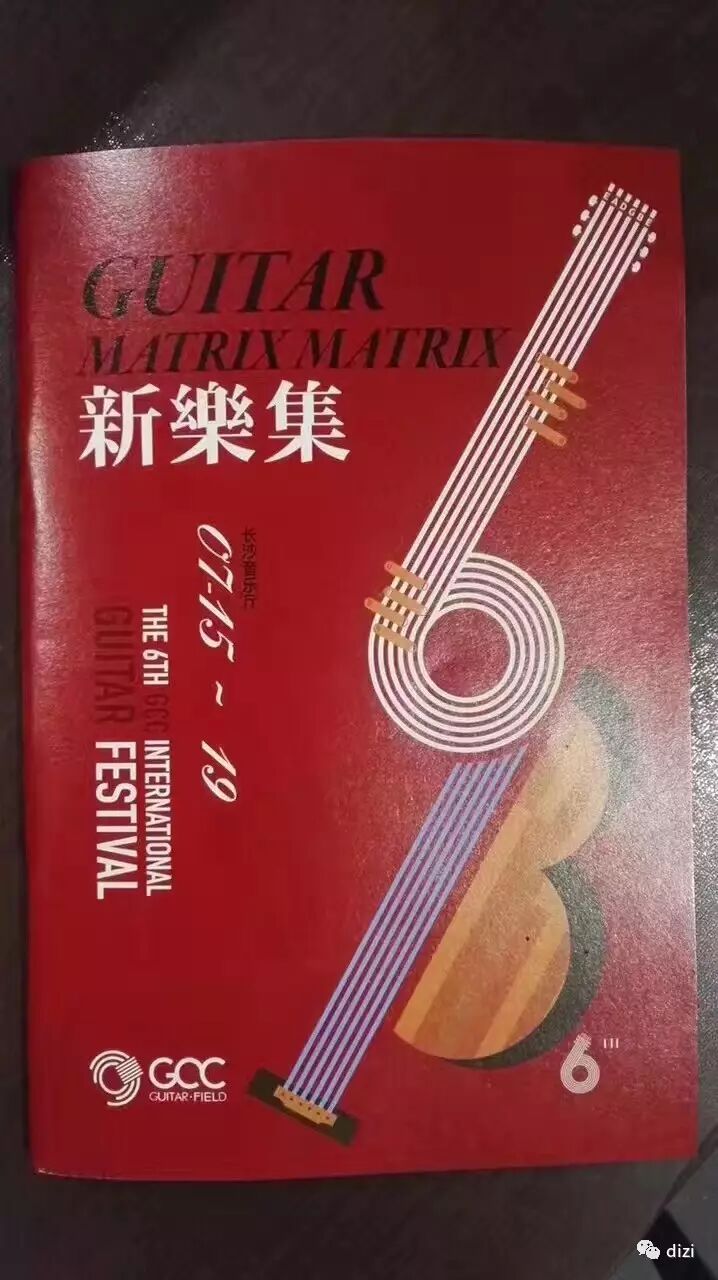 EADGBE
GUITAR
MATRIX MATRIX
新樂集
长沙音乐厅
07-15 ~ 19
THE 6TH GCC INTERNATIONAL
GUITAR FESTIVAL
GCC
GUITAR·FIELD
6TH
dizi